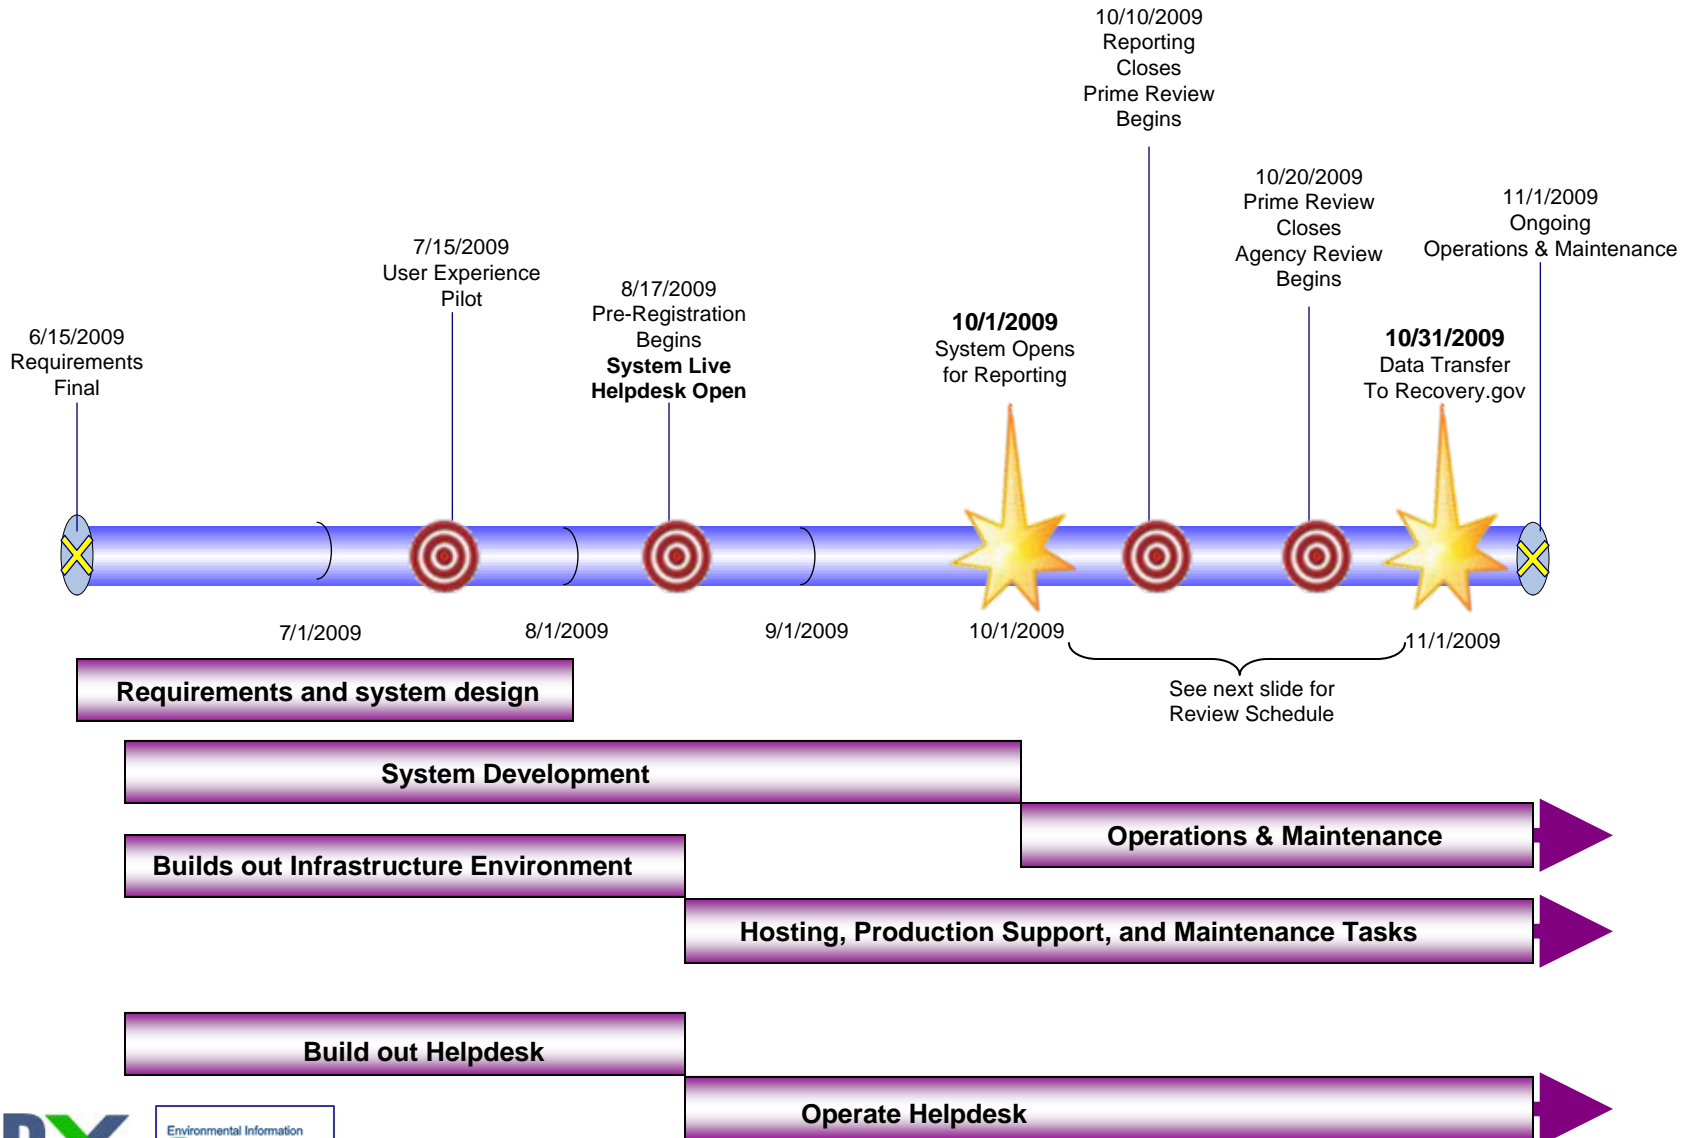 10/10/2009
Reporting
Closes
Prime Review
Begins
10/20/2009
Prime Review
Closes
Agency Review
Begins
11/1/2009
Ongoing
Operations & Maintenance
7/15/2009
User Experience
Pilot
8/17/2009
Pre-Registration
Begins
System Live
Helpdesk Open
6/15/2009
Requirements
Final
10/1/2009
System Opens
for Reporting
10/31/2009
Data Transfer
To Recovery.gov
7/1/2009
8/1/2009
9/1/2009
10/1/2009
11/1/2009
See next slide for
Review Schedule
Requirements and system design
System Development
Operations & Maintenance
Builds out Infrastructure Environment
Hosting, Production Support, and Maintenance Tasks
Build out Helpdesk
Operate Helpdesk
Environmental Information